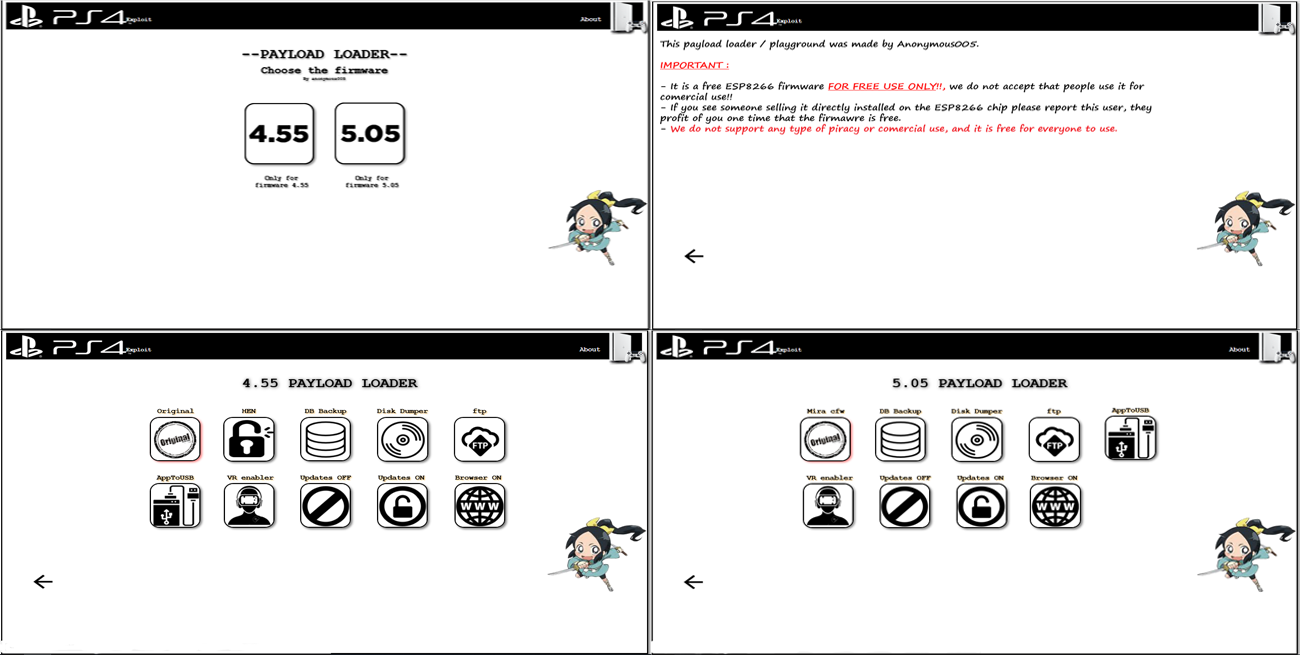 PS4 Exploit
About
--PAYLOAD LOADER--
Choose the firmware
By anonymous005
4.55 5.05
Only for
firmware 4.55
Only for
firmware 5.05
PS4 Exploit
This payload loader / playground was made by Anonymous005.
IMPORTANT :
- It is a free ESP8266 firmware FOR FREE USE ONLY!!, we do not accept that people use it for
comercial use!!
- If you see someone selling it directly installed on the ESP8266 chip please report this user, they
profit of you one time that the firmawre is free.
- We do not support any type of piracy or comercial use, and it is free for everyone to use.
PS4 Exploit
About
4.55 PAYLOAD LOADER
Original HEN DB Backup Disk Dumper ftp
Original FTP
AppToUSB VR enabler Updates OFF Updates ON Browser ON
WWW
PS4 Exploit
About
5.05 PAYLOAD LOADER
Mira cfw DB Backup Disk Dumper ftp AppToUSB
Original FTP
VR enabler Updates OFF Updates ON Browser ON
WWW